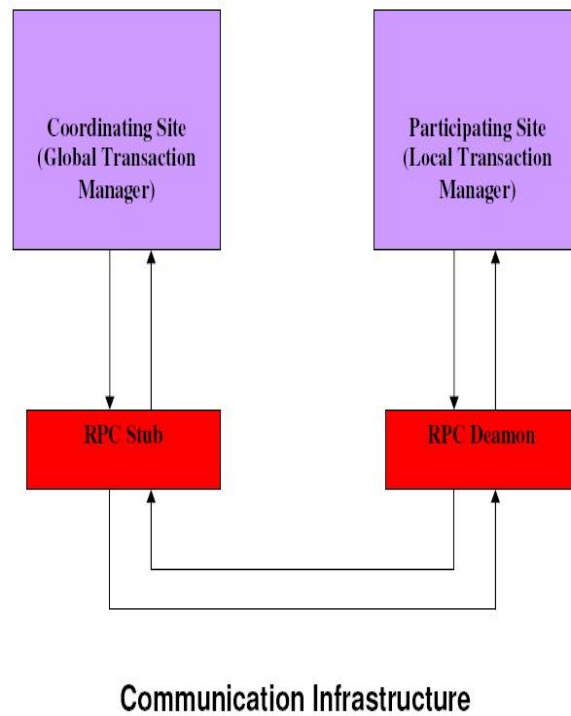 Coordinating Site
(Global Transaction
Manager)
Participating Site
(Local Transaction
Manager)
RPC Stub
RPC Deamon
Communication Infrastructure